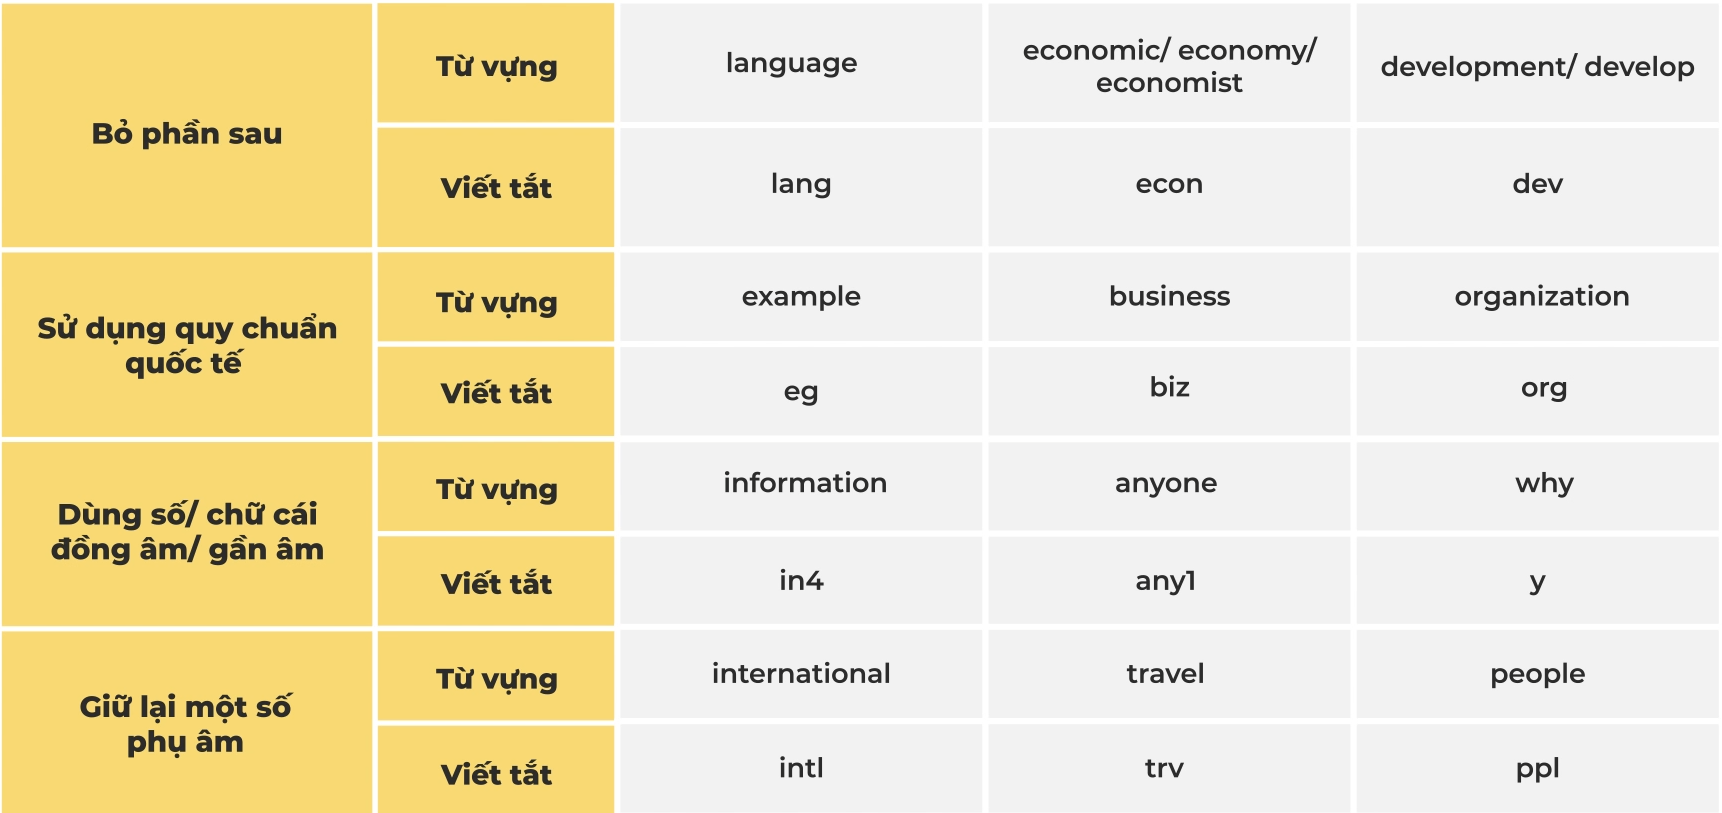 Bỏ phần sau
Từ vựng
language
economic/ economy/
economist
development/ develop
Viết tắt
lang
econ
dev
Sử dụng quy chuẩn
quốc tế
Từ vựng
example
business
organization
Viết tắt
eg
biz
org
Dùng số/ chữ cái
đồng âm/ gần âm
Từ vựng
information
anyone
why
Viết tắt
in4
any1
y
Giữ lại một số
phụ âm
Từ vựng
international
travel
people
Viết tắt
intl
trv
ppl